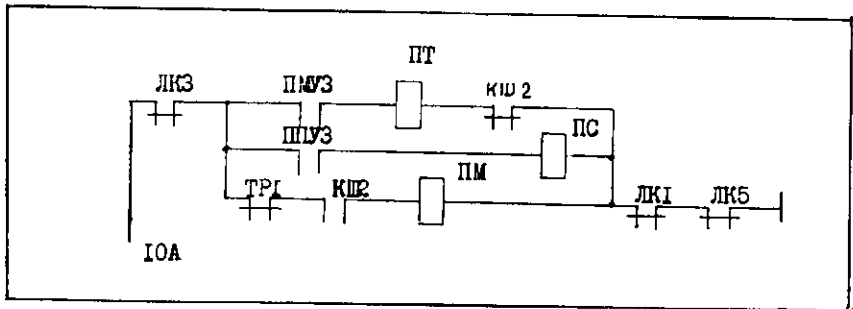 ПТ
ЛК3 ПМУЗ КШ2
ППУЗ ПС
ТР1 КШ2 ПМ
ЛК1 ЛК5
10А